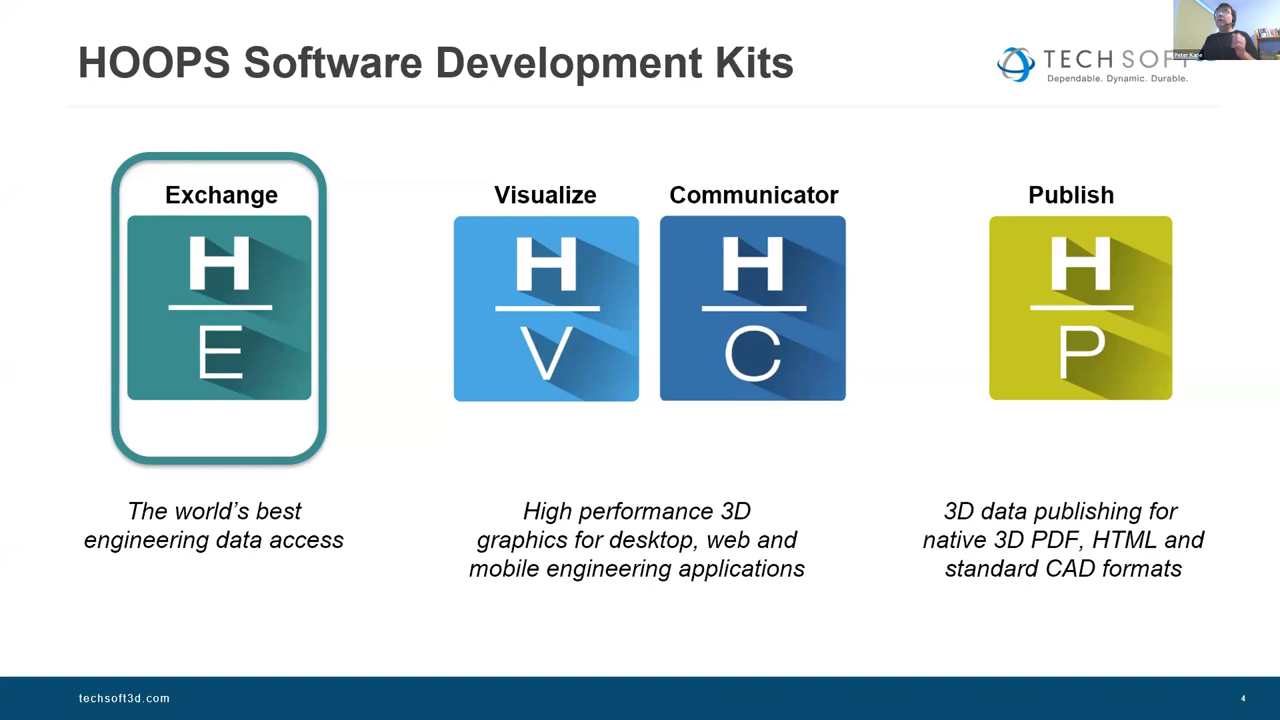 HOOPS Software Development Kits
TECH SOFT
Dependable. Dynamic. Durable.
Peter Kane
Exchange
H
E
Visualize
H
V
Communicator
H
C
Publish
H
P
The world's best
engineering data access
High performance 3D
graphics for desktop, web and
mobile engineering applications
3D data publishing for
native 3D PDF, HTML and
standard CAD formats
techsoft3d.com
4